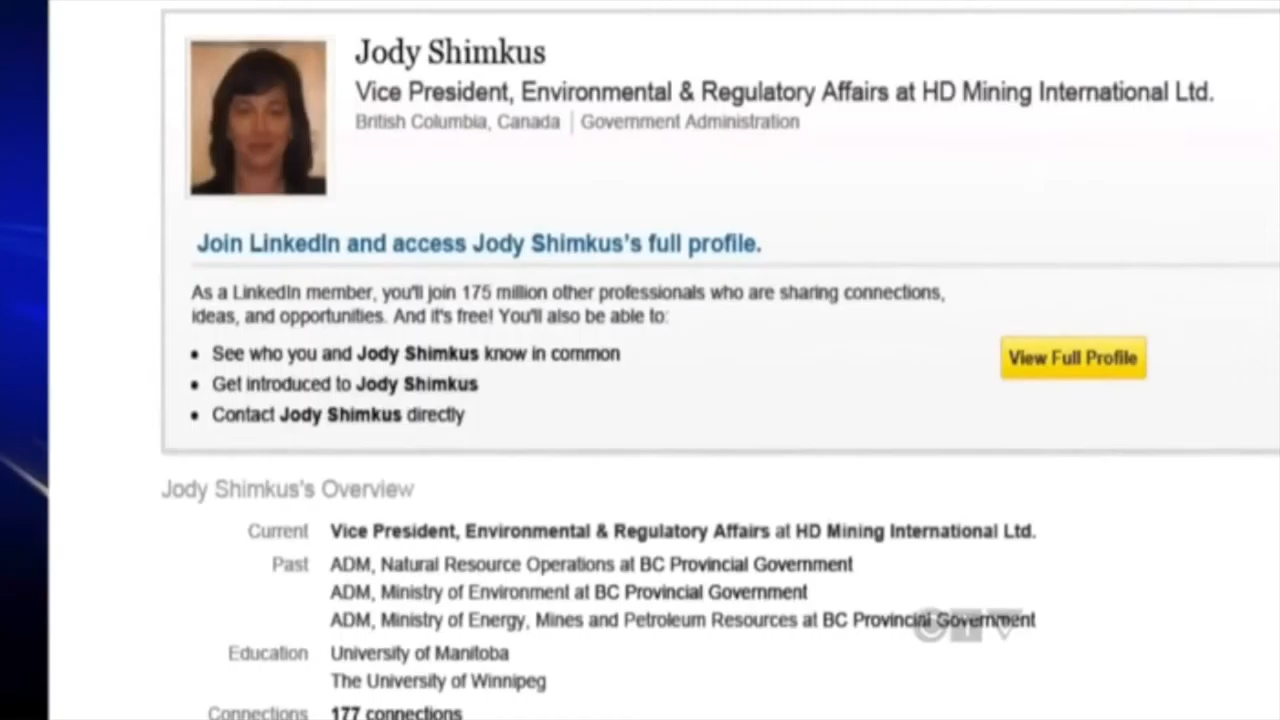 Jody Shimkus
Vice President, Environmental & Regulatory Affairs at HD Mining International Ltd.
British Columbia, Canada | Government Administration
Join LinkedIn and access Jody Shimkus's full profile.
As a LinkedIn member, you'll join 175 million other professionals who are sharing connections,
ideas, and opportunities. And it's free! You'll also be able to:
• See who you and Jody Shimkus know in common
• Get introduced to Jody Shimkus
• Contact Jody Shimkus directly
View Full Profile
Jody Shimkus's Overview
Current Vice President, Environmental & Regulatory Affairs at HD Mining International Ltd.
Past ADM, Natural Resource Operations at BC Provincial Government
ADM, Ministry of Environment at BC Provincial Government
ADM, Ministry of Energy, Mines and Petroleum Resources at BC Provincial Government
CTV
Education University of Manitoba
The University of Winnipeg
Connections 177 connections